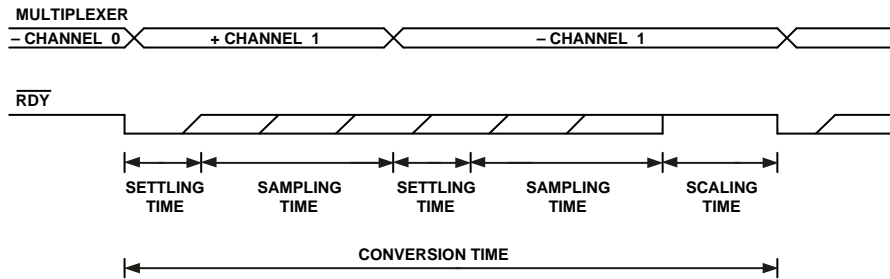 MULTIPLEXER
– CHANNEL 0 + CHANNEL 1 – CHANNEL 1
RDY
SETTLING TIME
SAMPLING TIME
SETTLING TIME
SAMPLING TIME
SCALING TIME
CONVERSION TIME